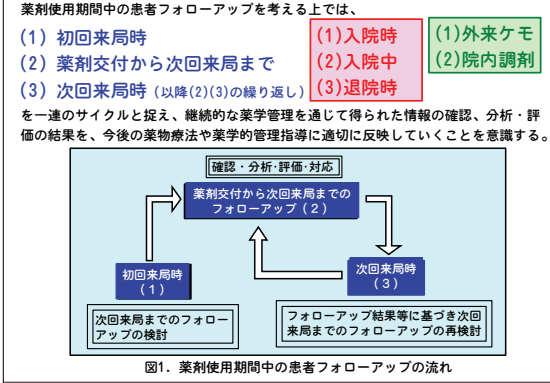 薬剤使用期間中の患者フォローアップを考える上では、
(1) 初回来局時
(2) 薬剤交付から次回来局まで
(3) 次回来局時 (以降(2)(3)の繰り返し)
(1)入院時
(2)入院中
(3)退院時
(1)外来ケモ
(2)院内調剤
を一連のサイクルと捉え、継続的な薬学管理を通じて得られた情報の確認、分析・評
価の結果を、今後の薬物療法や薬学的管理指導に適切に反映していくことを意識する。
確認・分析・評価・対応
薬剤交付から次回来局までの
フォローアップ(2)
初回来局時
(1)
次回来局時
(3)
次回来局までのフォロー
アップの検討
フォローアップ結果等に基づき次回
来局までのフォローアップの再検討
図1. 薬剤使用期間中の患者フォローアップの流れ